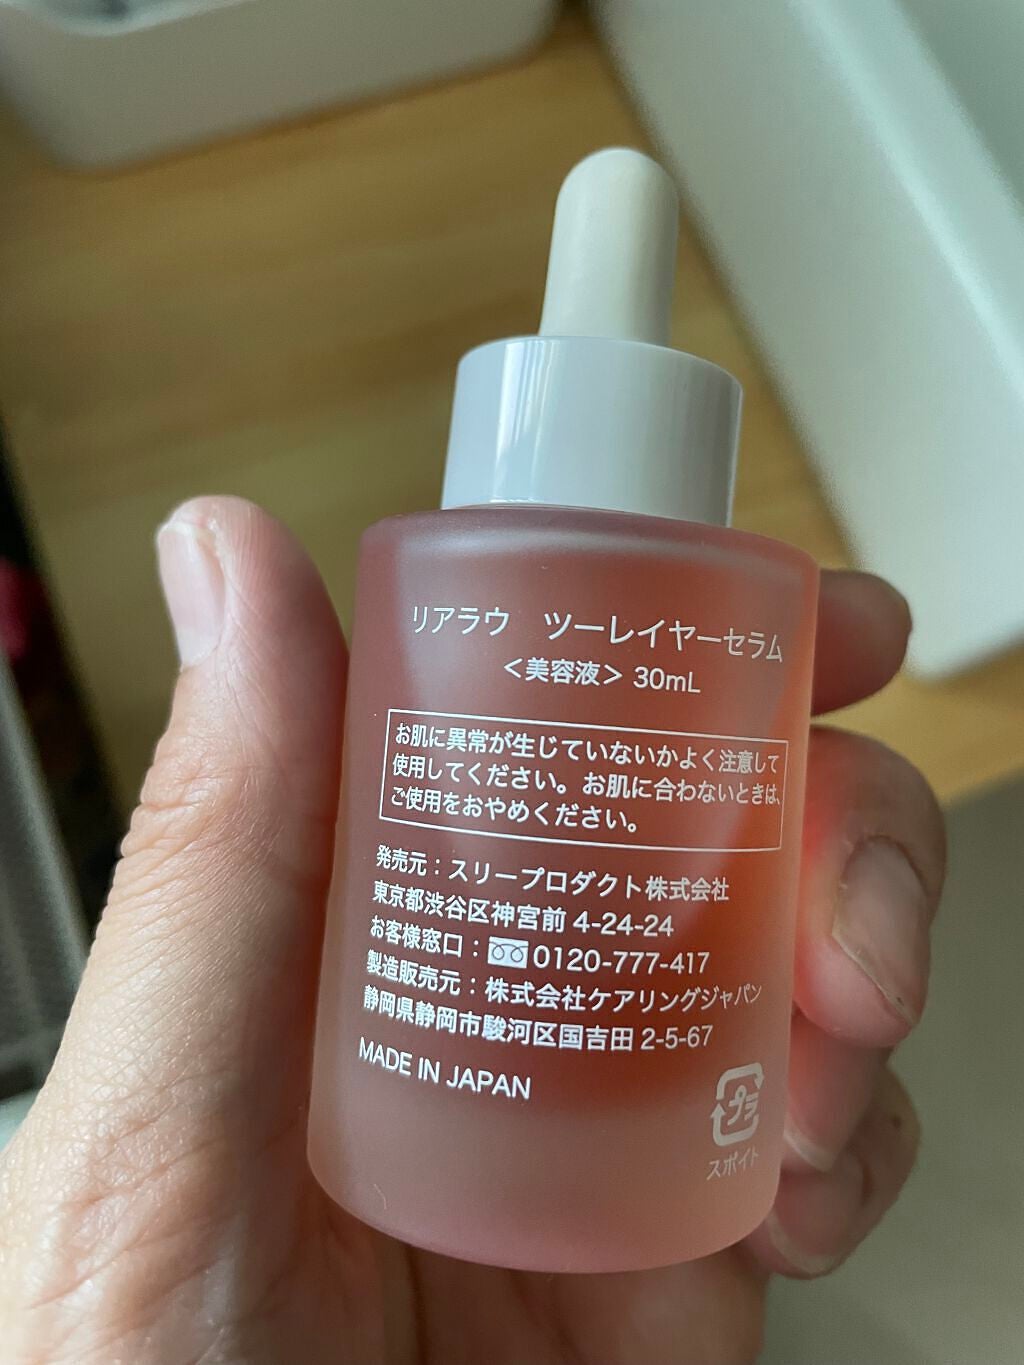 リアラウ ツーレイヤーセラム
＜美容液＞ 30mL
お肌に異常が生じていないかよく注意して
使用してください。お肌に合わないときは、
ご使用をおやめください。
発売元：スリープロダクト株式会社
東京都渋谷区神宮前 4-24-24
お客様窓口：0120-777-417
製造販売元：株式会社ケアリングジャパン
静岡県静岡市駿河区国吉田 2-5-67
MADE IN JAPAN
プラ
スポイト